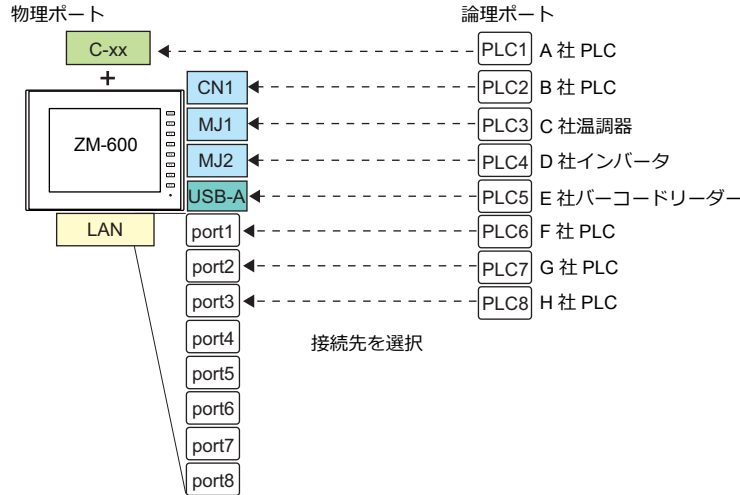 物理ポート 論理ポート
C-xx PLC1 A 社 PLC
+
CN1 PLC2 B 社 PLC
MJ1 PLC3 C 社温調器
ZM-600
MJ2 PLC4 D 社インバータ
USB-A PLC5 E 社バーコードリーダー
LAN port1 PLC6 F 社 PLC
port2 PLC7 G 社 PLC
port3 PLC8 H 社 PLC
port4 接続先を選択
port5
port6
port7
port8